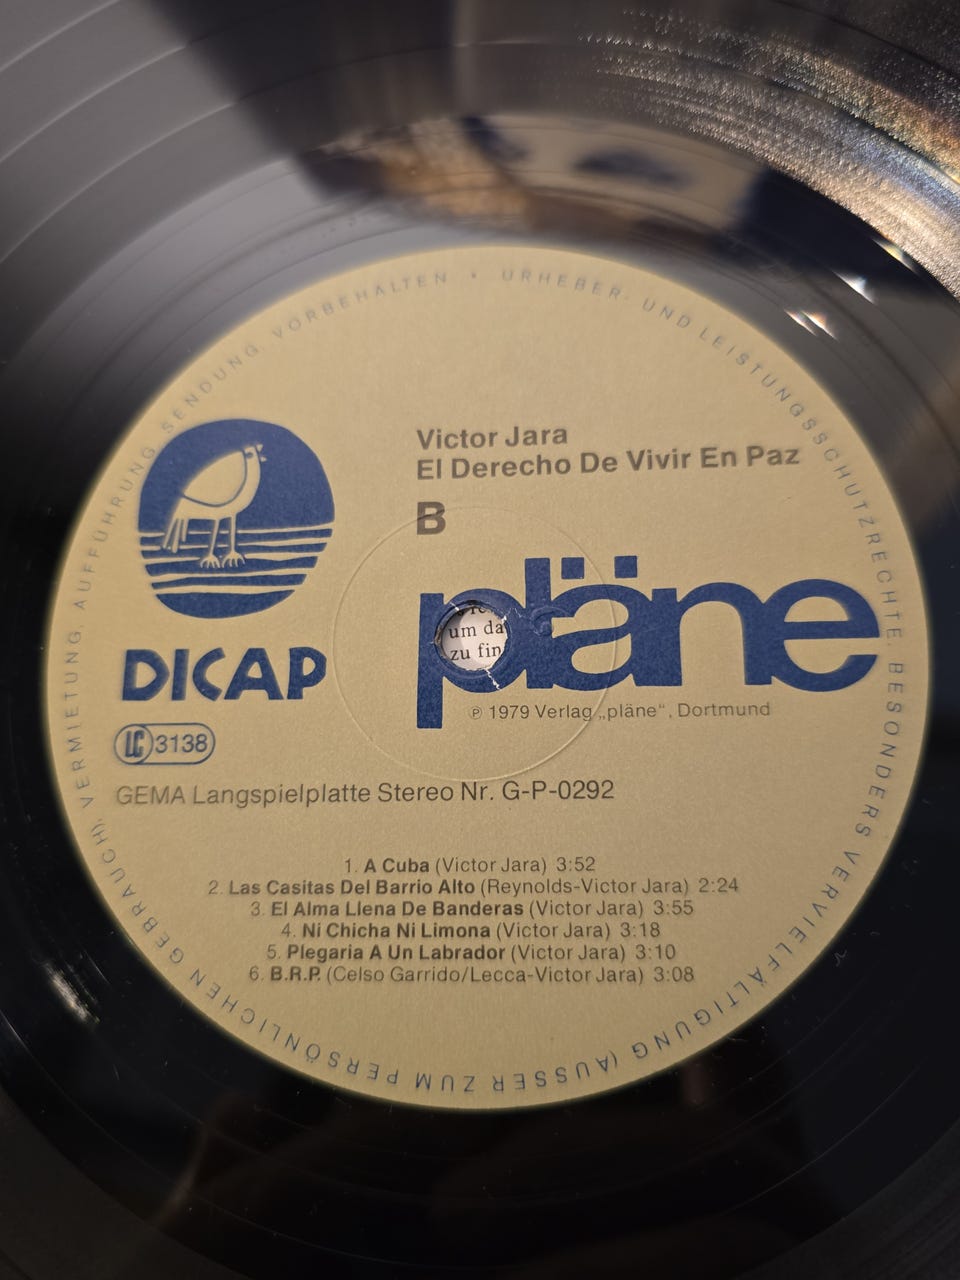 URHEBER- UND LEISTUNGSSCHUTZRECHTE, BESONDERS VERVIELFÄLTIGUNG (AUSSER ZUM PERSÖNLICHEN GEBRAUCH), VERMIETUNG, AUFFÜHRUNG, SENDUNG VORBEHALTEN •
Victor Jara
El Derecho De Vivir En Paz
B
pläne
um da
zu fin
DICAP
℗ 1979 Verlag „pläne“, Dortmund
LC 3138
GEMA Langspielplatte Stereo Nr. G-P-0292
1. A Cuba (Victor Jara) 3:52
2. Las Casitas Del Barrio Alto (Reynolds-Victor Jara) 2:24
3. El Alma Llena De Banderas (Victor Jara) 3:55
4. Ni Chicha Ni Limona (Victor Jara) 3:18
5. Plegaria A Un Labrador (Victor Jara) 3:10
6. B.R.P. (Celso Garrido/Lecca-Victor Jara) 3:08